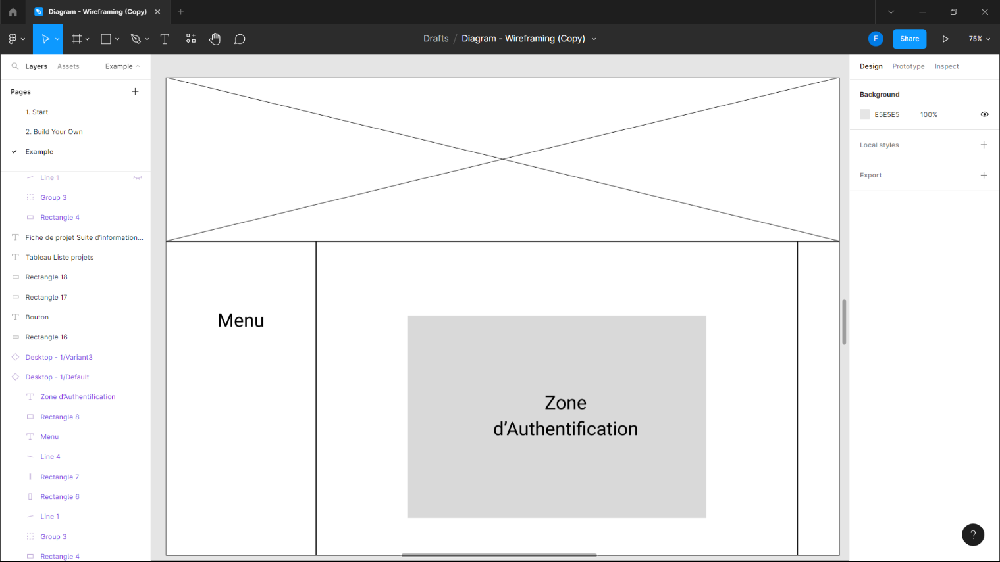 Diagram - Wireframing (Copy)
Drafts / Diagram - Wireframing (Copy)
F
Share
75%
Layers
Assets
Example
Design
Prototype
Inspect
Pages
1. Start
2. Build Your Own
Example
Line 1
Group 3
Rectangle 4
Fiche de projet Suite d'information...
Tableau Liste projets
Rectangle 18
Rectangle 17
Bouton
Rectangle 16
Desktop - 1/Variant3
Desktop - 1/Default
Zone d'Authentification
Rectangle 8
Menu
Line 4
Rectangle 7
Rectangle 6
Line 1
Group 3
Rectangle 4
Menu
Zone
d’Authentification
Background
E5E5E5 100%
Local styles
Export
?